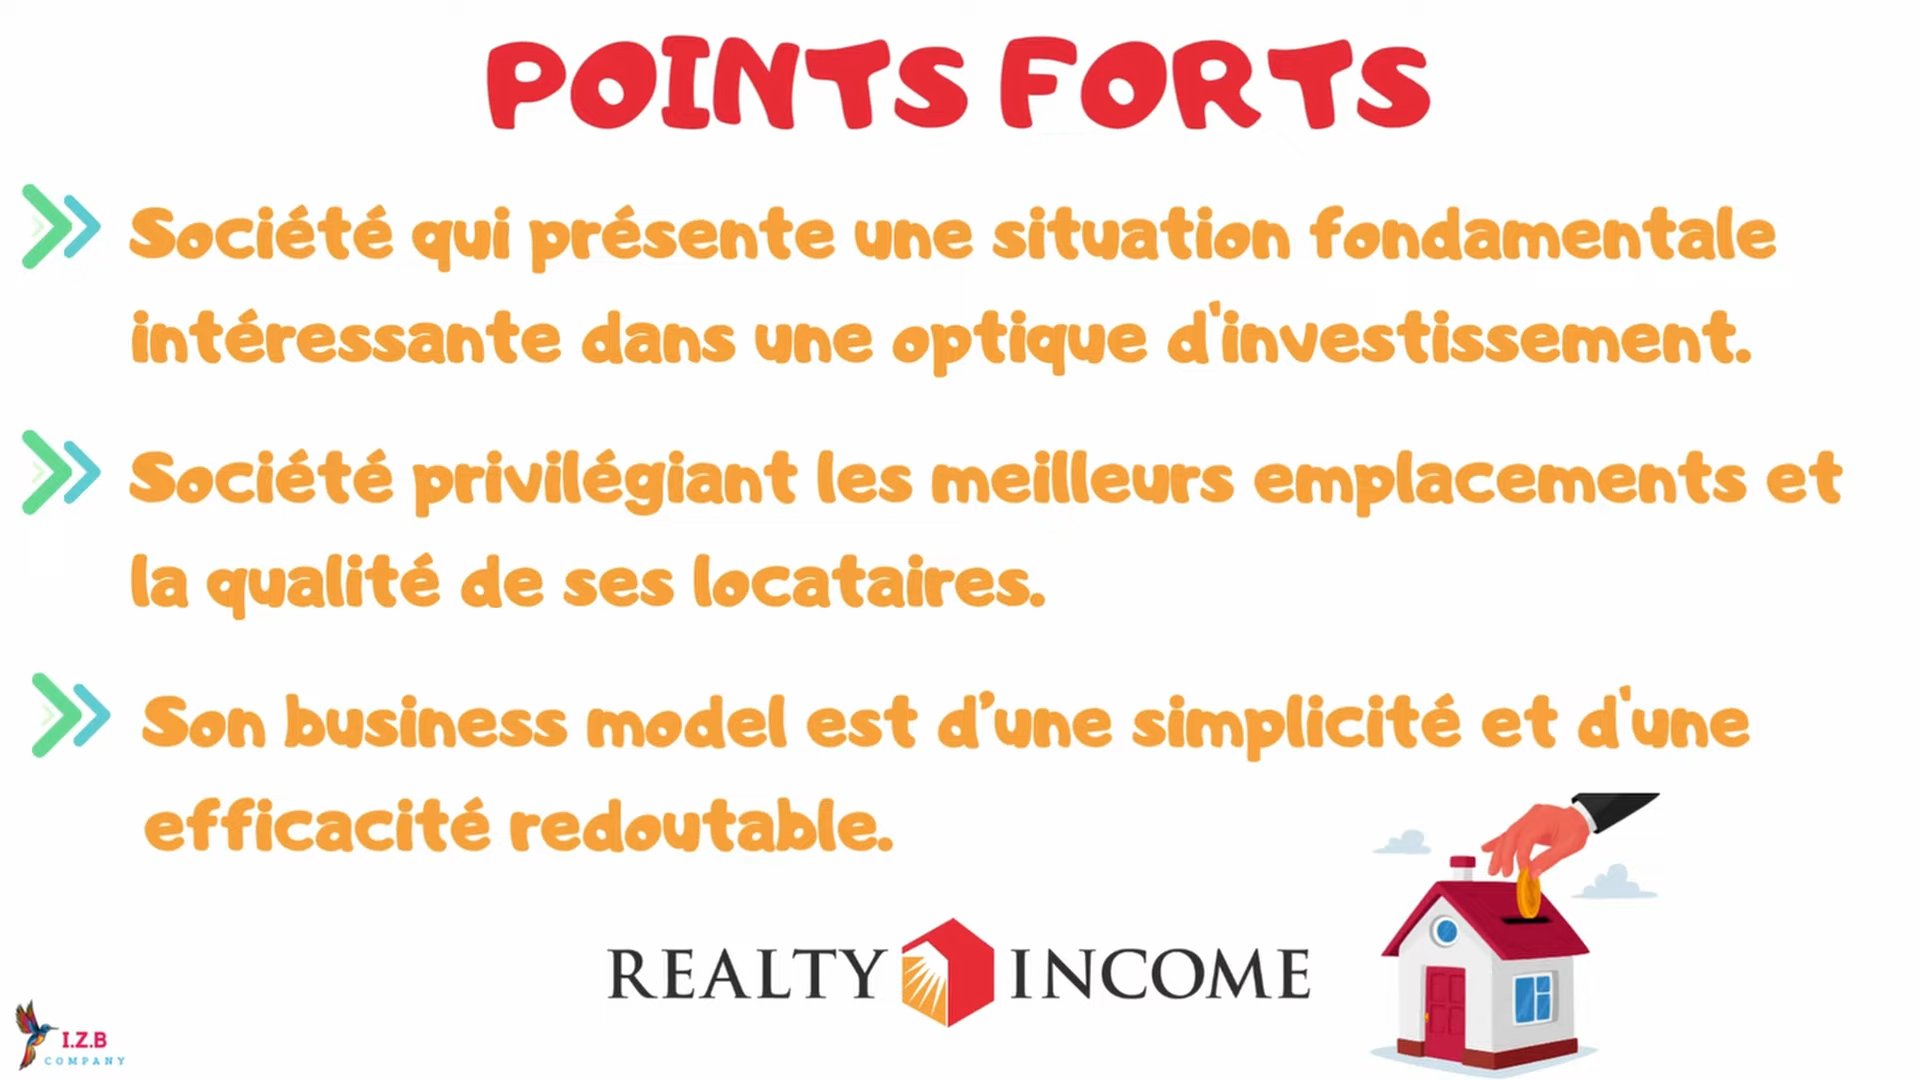 POINTS FORTS
Société qui présente une situation fondamentale
intéressante dans une optique d'investissement.
Société privilégiant les meilleurs emplacements et
la qualité de ses locataires.
Son business model est d’une simplicité et d'une
efficacité redoutable.
REALTY INCOME
I.Z.B
COMPANY